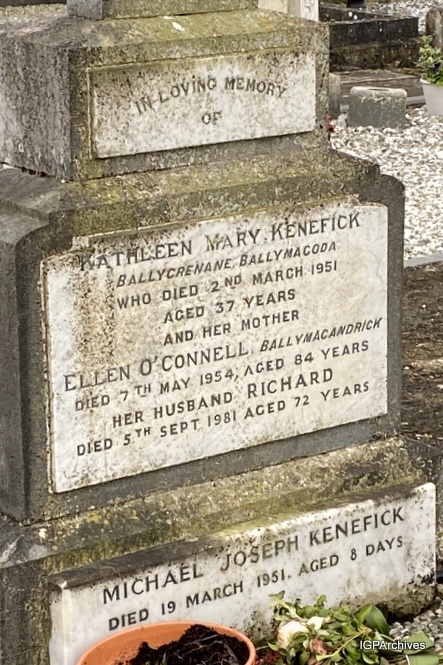 IN LOVING MEMORY
OF
KATHLEEN MARY KENEFICK
BALLYCRENANE, BALLYMACODA
WHO DIED 2ND MARCH 1951
AGED 37 YEARS
AND HER MOTHER
ELLEN O'CONNELL, BALLYMACANDRICK
DIED 7TH MAY 1954, AGED 84 YEARS
HER HUSBAND RICHARD
DIED 5TH SEPT 1981 AGED 72 YEARS
MICHAEL JOSEPH KENEFICK
DIED 19 MARCH 1951. AGED 8 DAYS
IGPArchives